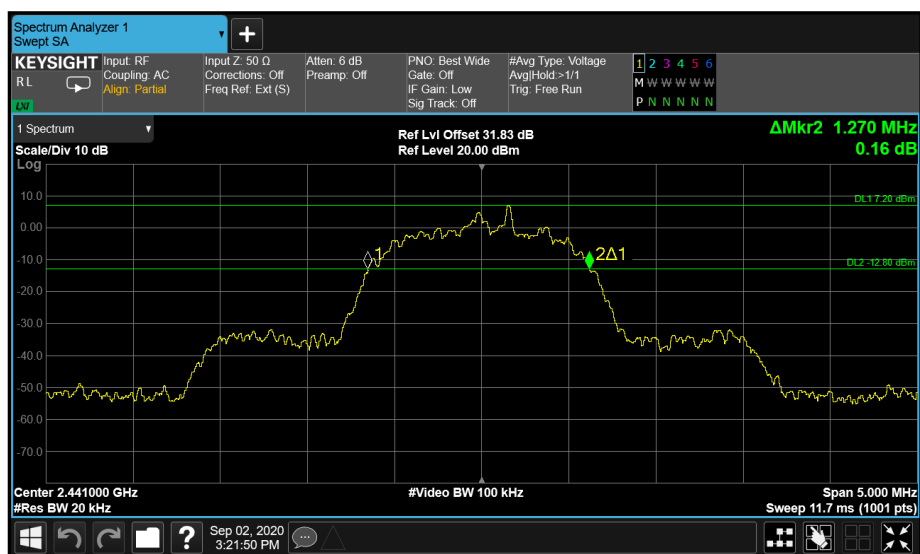 Spectrum Analyzer 1
Swept SA
KEYSIGHT
RL
LXI
Input: RF
Coupling: AC
Align: Partial
Input Z: 50 Ω
Corrections: Off
Freq Ref: Ext (S)
Atten: 6 dB
Preamp: Off
PNO: Best Wide
Gate: Off
IF Gain: Low
Sig Track: Off
#Avg Type: Voltage
Avg|Hold:>1/1
Trig: Free Run
1 2 3 4 5 6
M W W W W W
P N N N N N
1 Spectrum
Scale/Div 10 dB
Ref Lvl Offset 31.83 dB
Ref Level 20.00 dBm
ΔMkr2 1.270 MHz
0.16 dB
Log
10.0
DL1 7.20 dBm
0.00
-10.0
1
2Δ1
DL2 -12.80 dBm
-20.0
-30.0
-40.0
-50.0
-60.0
-70.0
Center 2.441000 GHz
#Video BW 100 kHz
Span 5.000 MHz
#Res BW 20 kHz
Sweep 11.7 ms (1001 pts)
?
Sep 02, 2020
3:21:50 PM